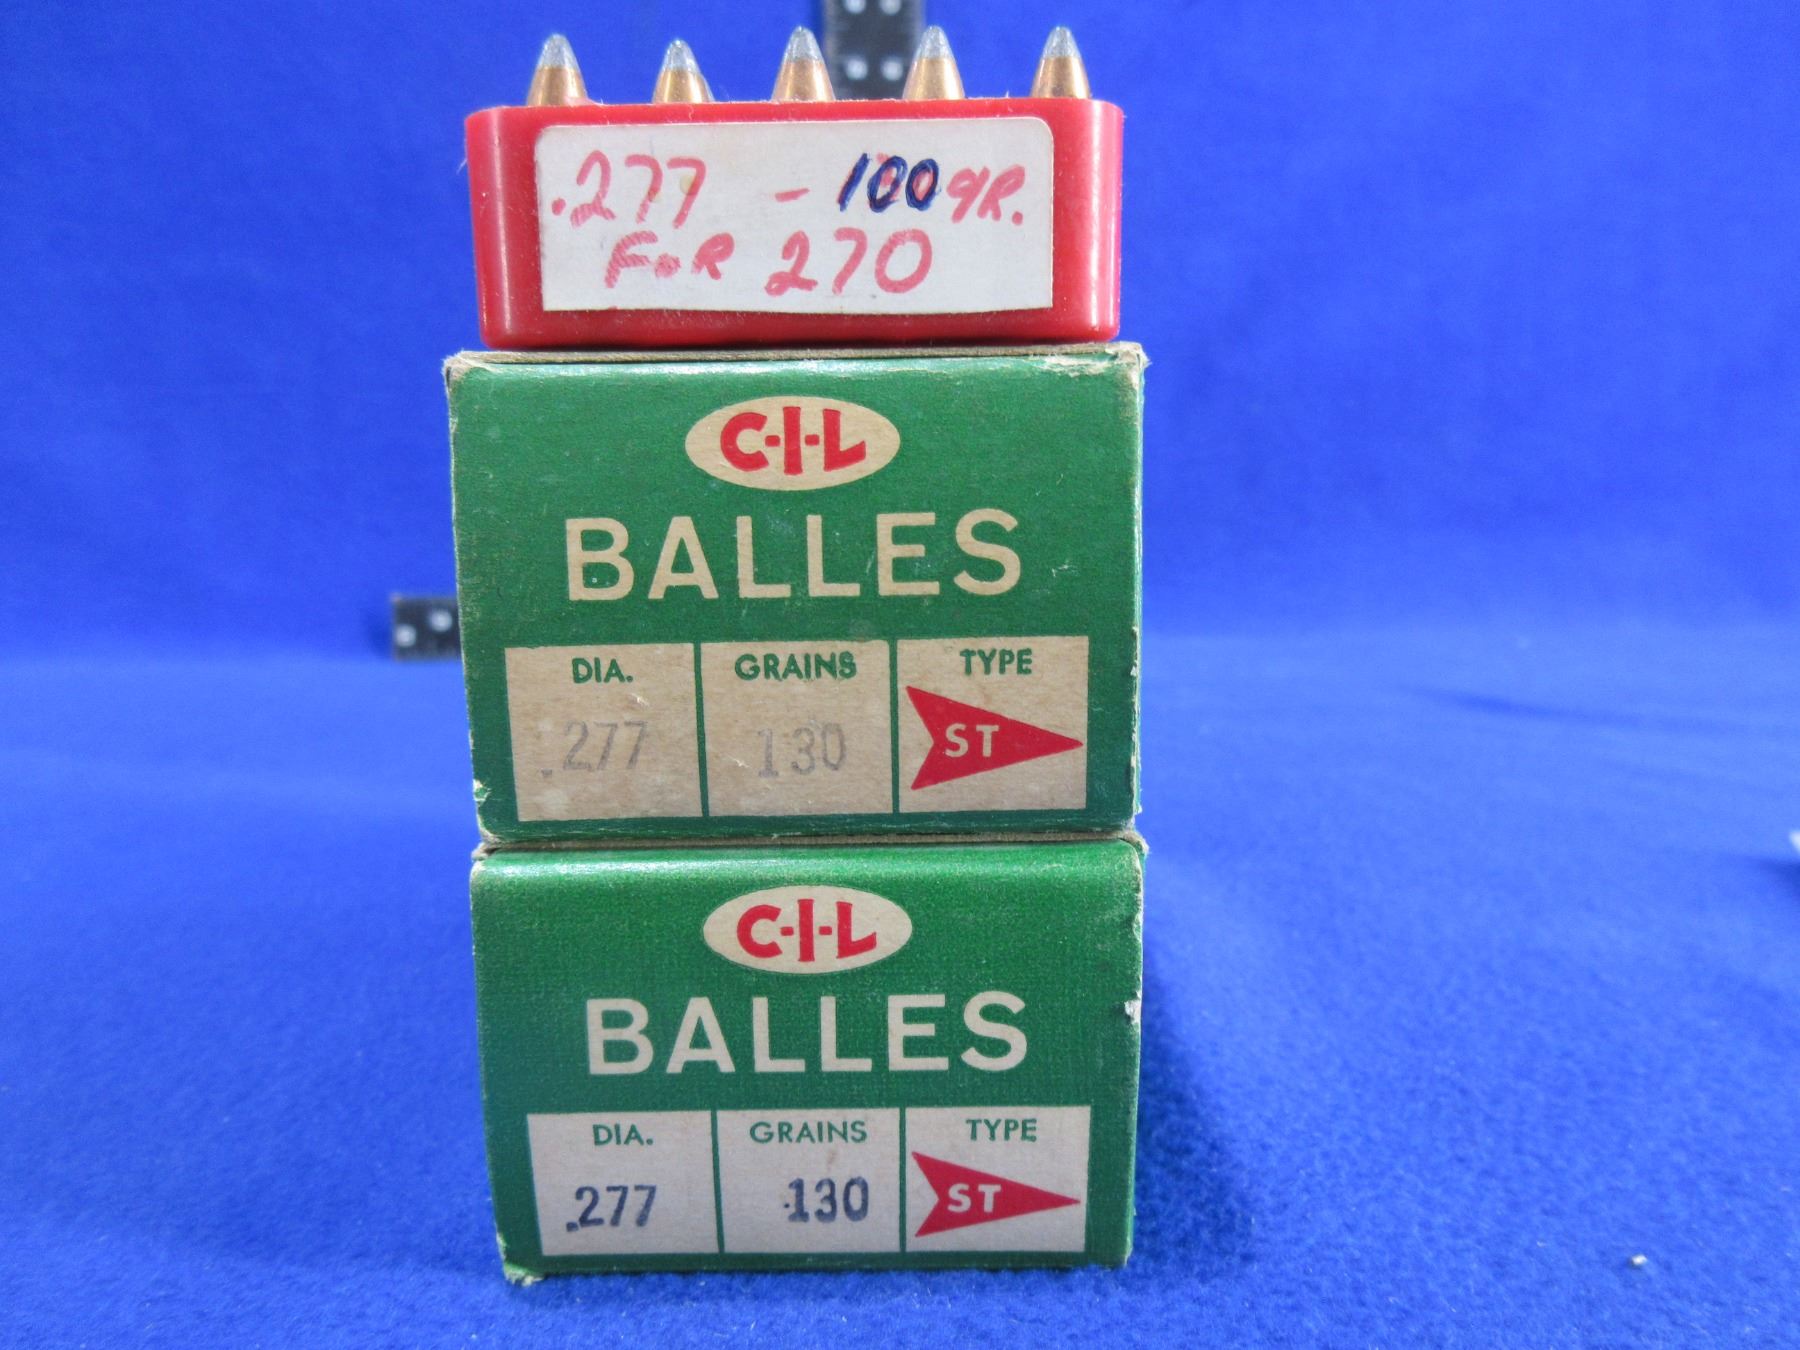 .277 - 100 gR.
FoR 270
C-I-L
BALLES
DIA. GRAINS TYPE
.277 130 ST
C-I-L
BALLES
DIA. GRAINS TYPE
.277 130 ST